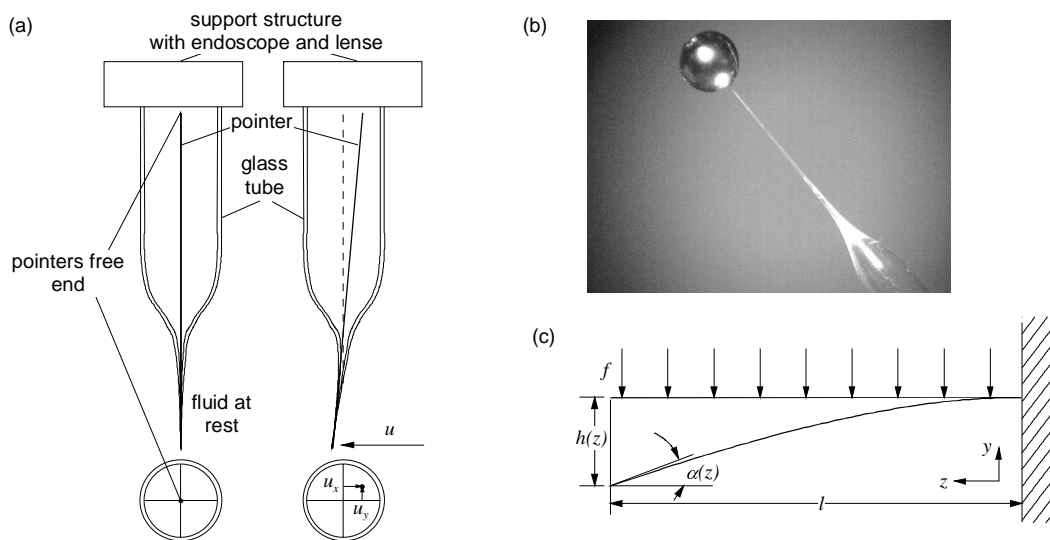 (a)
support structure
with endoscope and lense
pointer
glass
tube
pointers free
end
fluid at
rest
u
u_x
u_y
(b)
(c)
f
h(z)
α(z)
y
z
l